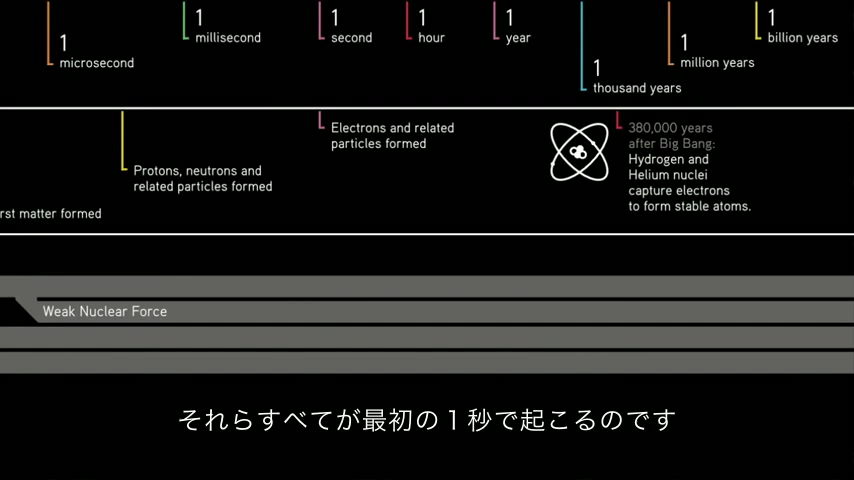 1
microsecond
1
millisecond
1
second
1
hour
1
year
1
thousand years
1
million years
1
billion years
rst matter formed
Protons, neutrons and
related particles formed
Electrons and related
particles formed
380,000 years
after Big Bang:
Hydrogen and
Helium nuclei
capture electrons
to form stable atoms.
Weak Nuclear Force
それらすべてが最初の1秒で起こるのです